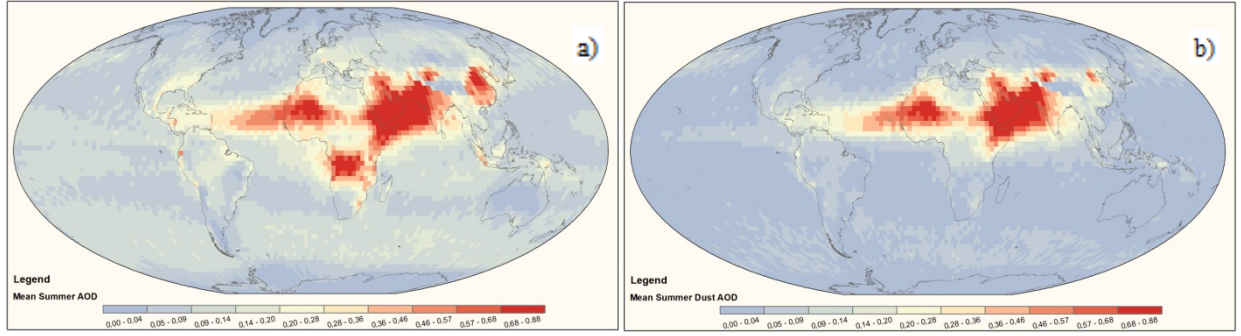 a)
Legend
Mean Summer AOD
0,00 - 0,04 0,05 - 0,09 0,09 - 0,14 0,14 - 0,20 0,20 - 0,28 0,28 - 0,36 0,36 - 0,46 0,46 - 0,57 0,57 - 0,68 0,68 - 0,88
b)
Legend
Mean Summer Dust AOD
0,00 - 0,04 0,05 - 0,09 0,09 - 0,14 0,14 - 0,20 0,20 - 0,28 0,28 - 0,36 0,36 - 0,46 0,46 - 0,57 0,57 - 0,68 0,68 - 0,88